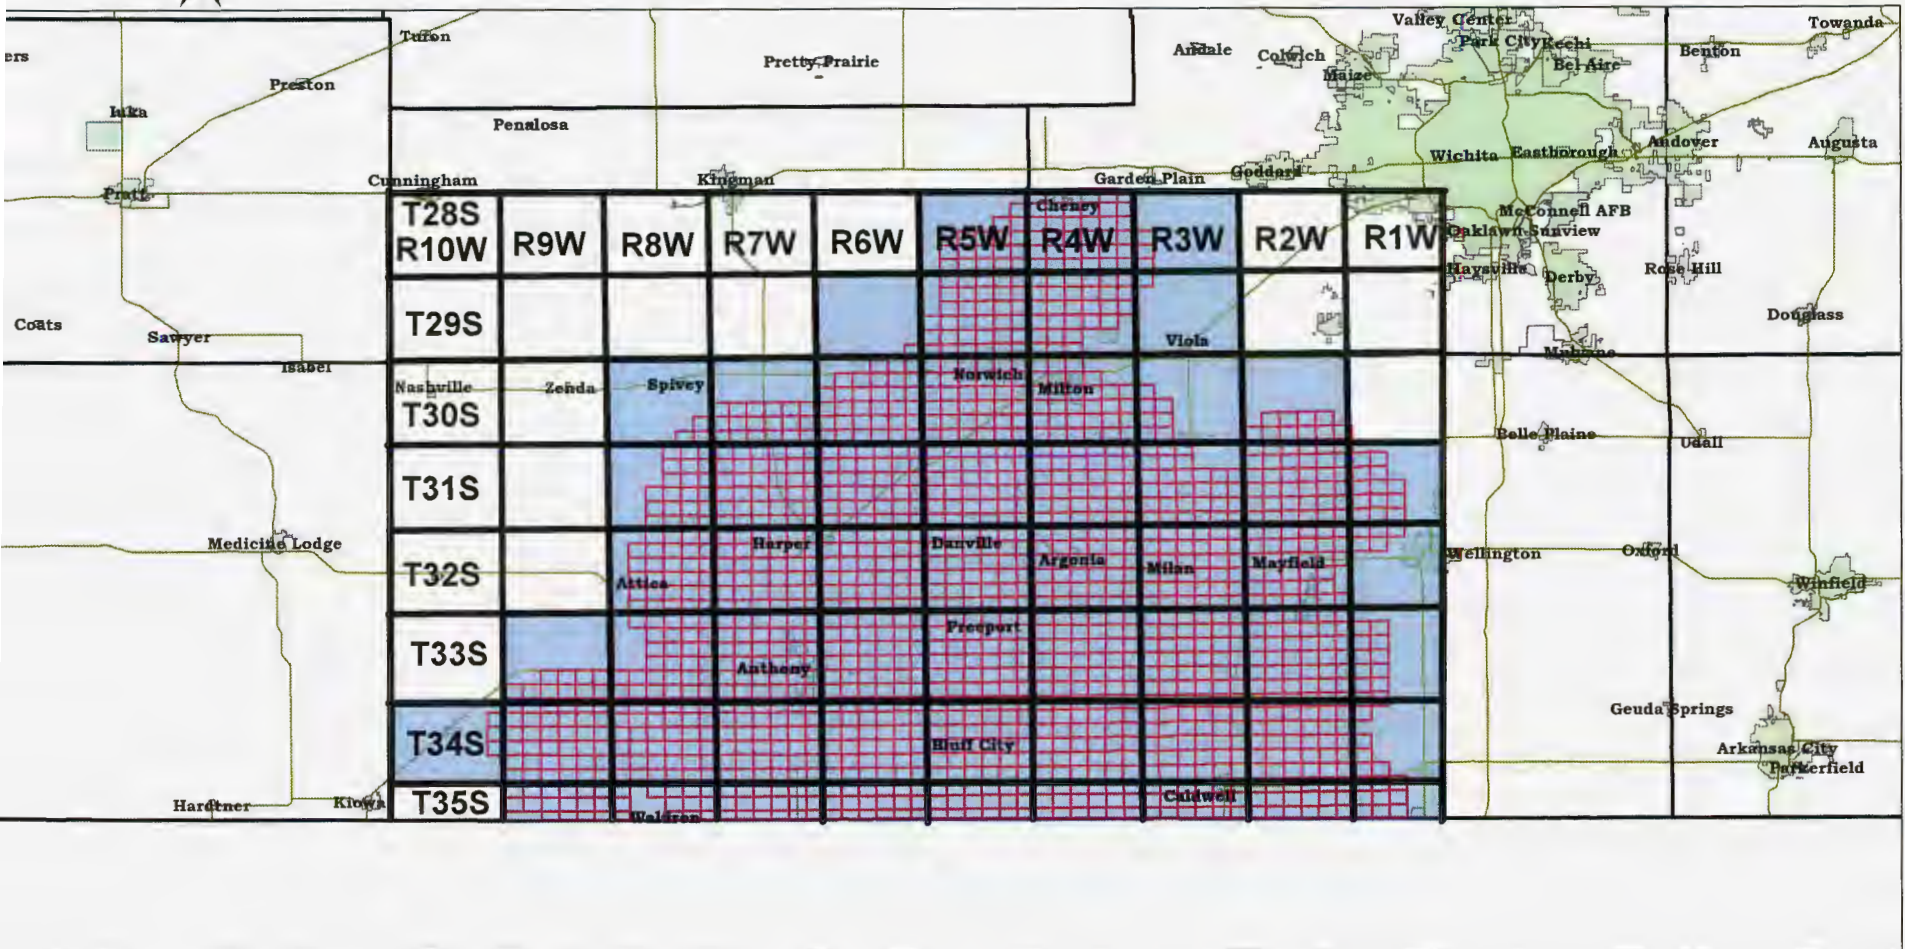 Valley Center
Towanda
Turon
Park City
Kechi
Andale
Benton
ers
Colwich
Pretty Prairie
Bel Aire
Maize
Preston
Iuka
Penalosa
Andover
Augusta
Wichita
Eastborough
Goddard
Cunningham
Kingman
Garden Plain
Pratt
T28S
R10W
R9W
R8W
R7W
R6W
R5W
R4W
R3W
R2W
R1W
Cheney
McConnell AFB
Oaklawn-Sunview
Haysville
Derby
Rose Hill
Douglass
Coats
T29S
Sawyer
Viola
Mulvane
Isabel
Nashville
Zenda
Spivey
Norwich
Milton
T30S
Belle Plaine
Udall
T31S
Medicine Lodge
Harper
Danville
Argonia
Milan
Mayfield
Wellington
Oxford
T32S
Attica
Winfield
T33S
Freeport
Anthony
Geuda Springs
T34S
Bluff City
Arkansas City
Parkerfield
Hardtner
Kiowa
T35S
Waldron
Caldwell